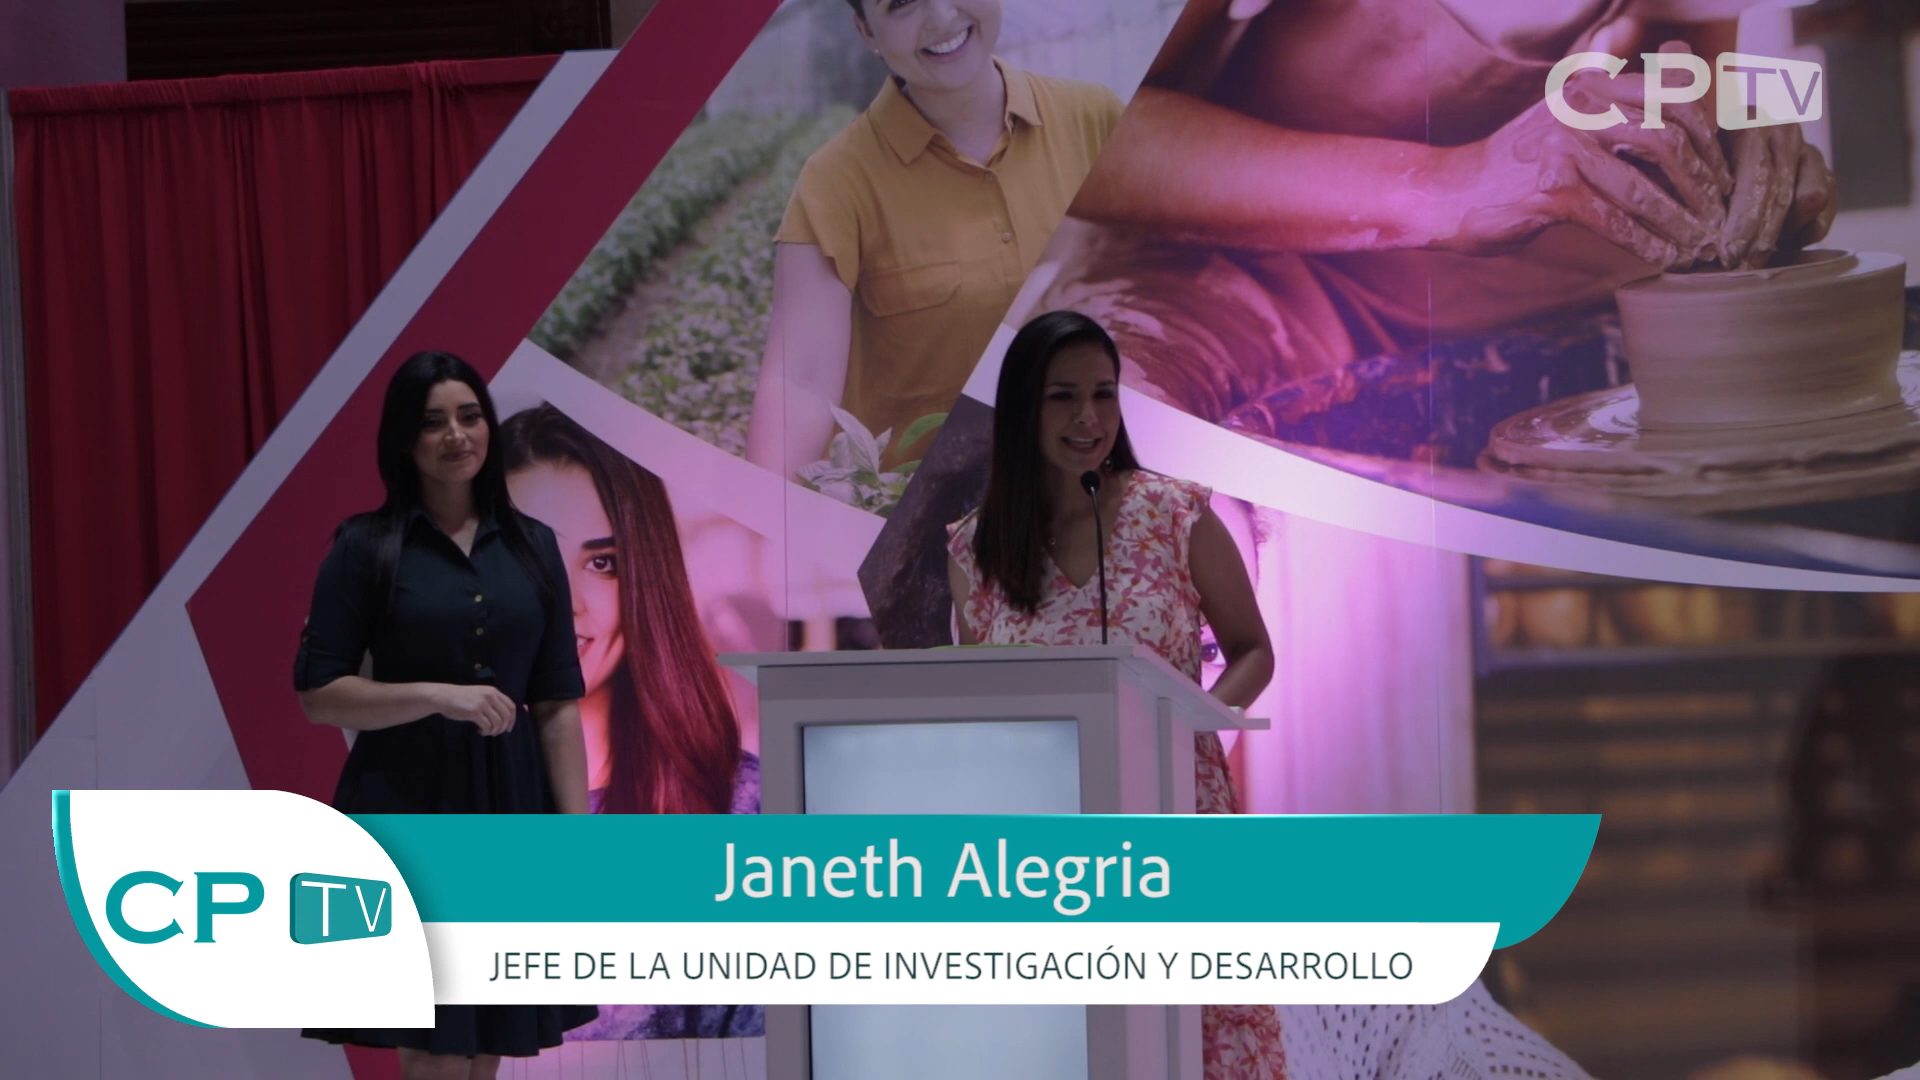 CPTV
Janeth Alegria
CP TV
JEFE DE LA UNIDAD DE INVESTIGACIÓN Y DESARROLLO